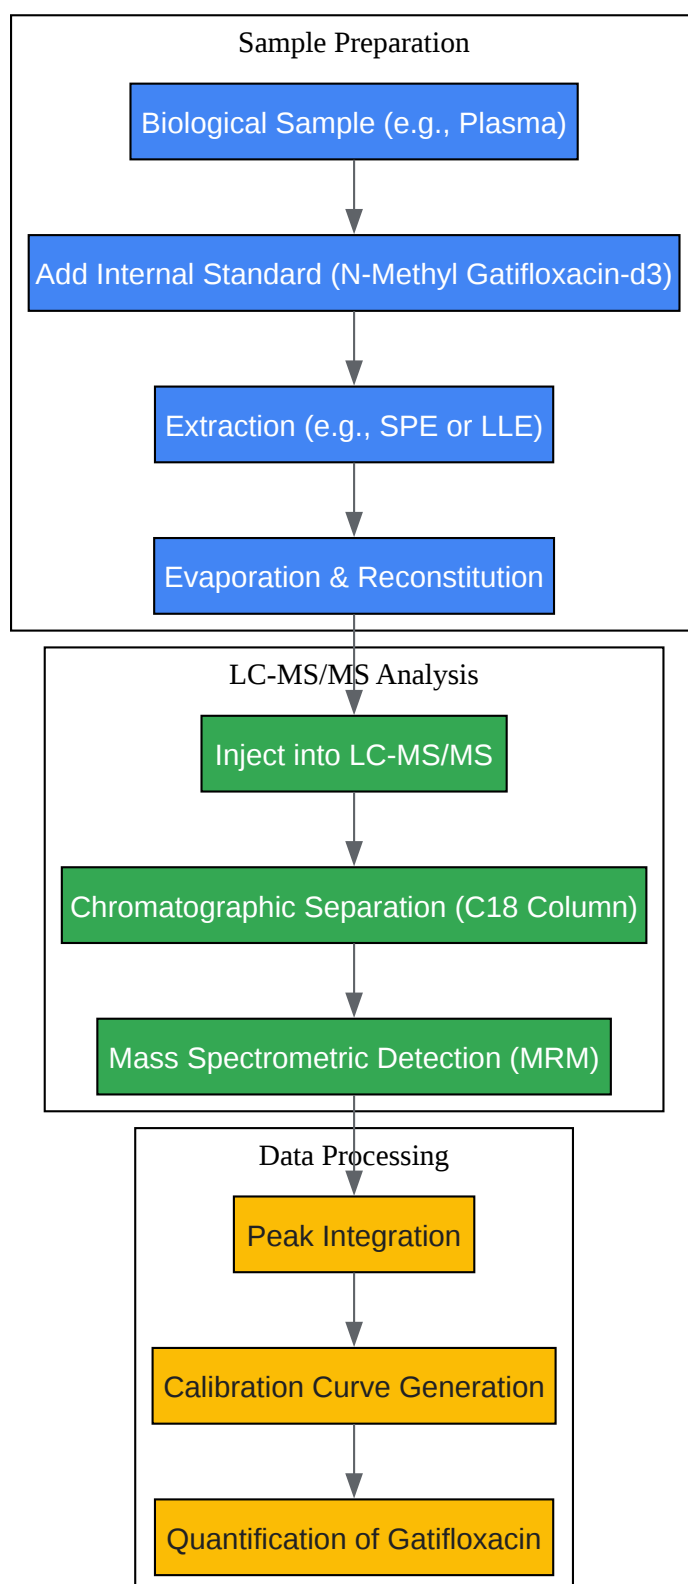 Sample Preparation
Biological Sample (e.g., Plasma)
Add Internal Standard (N-Methyl Gatifloxacin-d3)
Extraction (e.g., SPE or LLE)
Evaporation & Reconstitution
LC-MS/MS Analysis
Inject into LC-MS/MS
Chromatographic Separation (C18 Column)
Mass Spectrometric Detection (MRM)
Data Processing
Peak Integration
Calibration Curve Generation
Quantification of Gatifloxacin